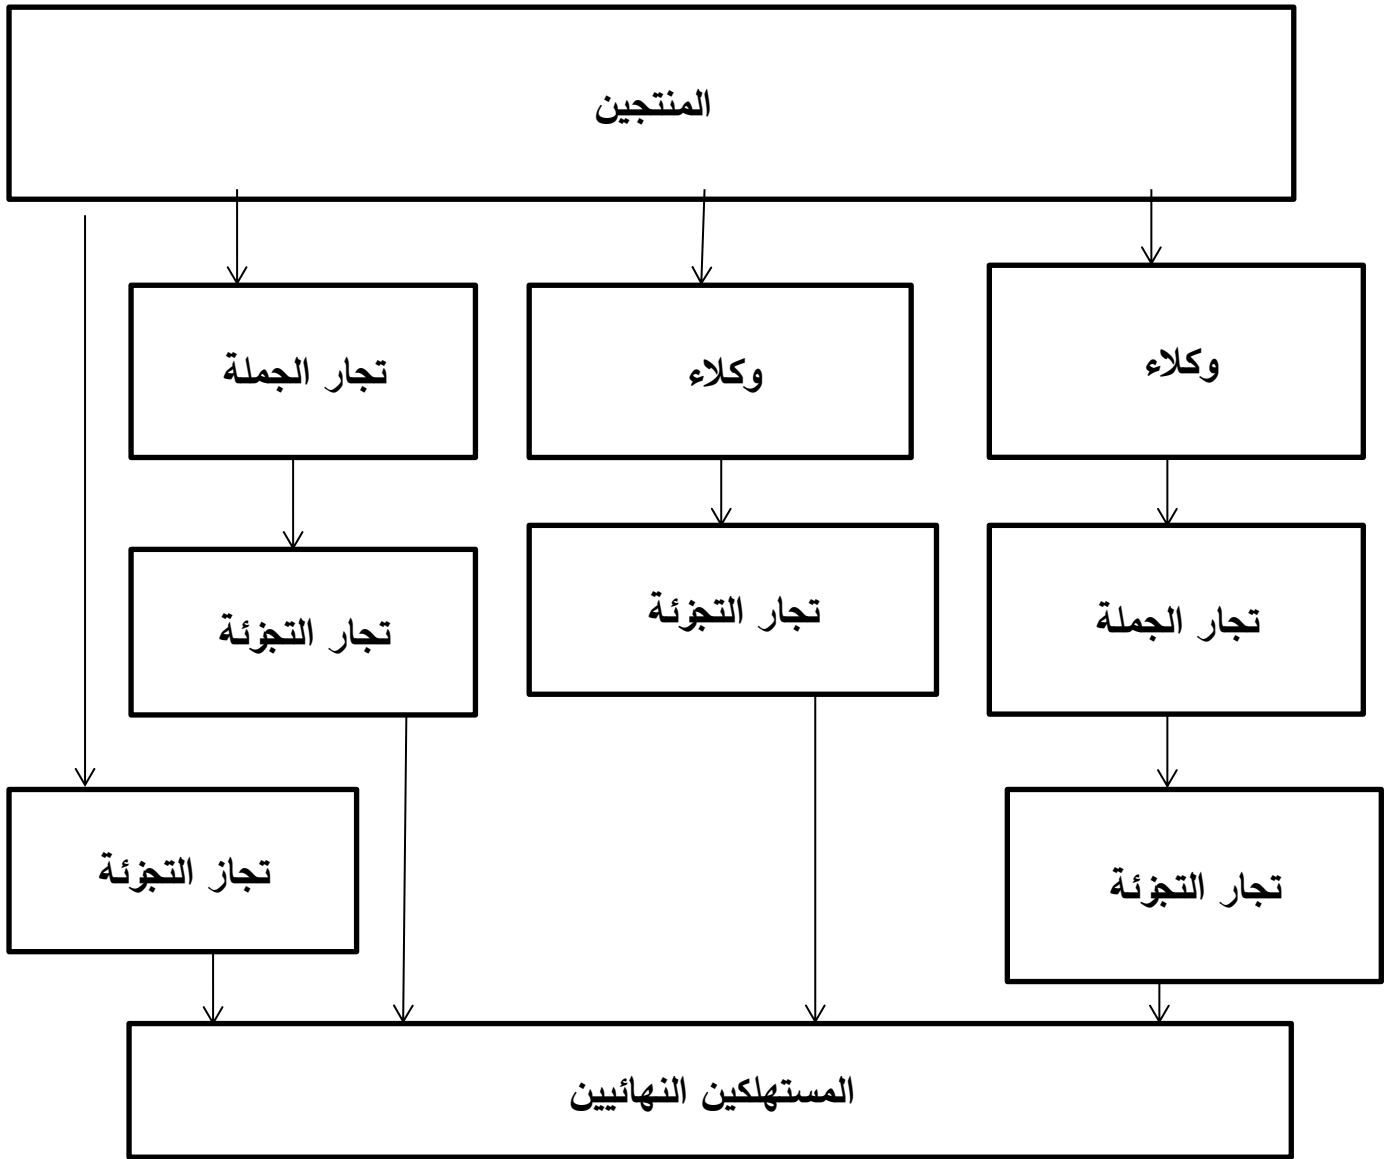 المنتجين
وكلاء
وكلاء
تجار الجملة
تجار الجملة
تجار التجزئة
تجار التجزئة
تجار التجزئة
تجاز التجزئة
المستهلكين النهائيين